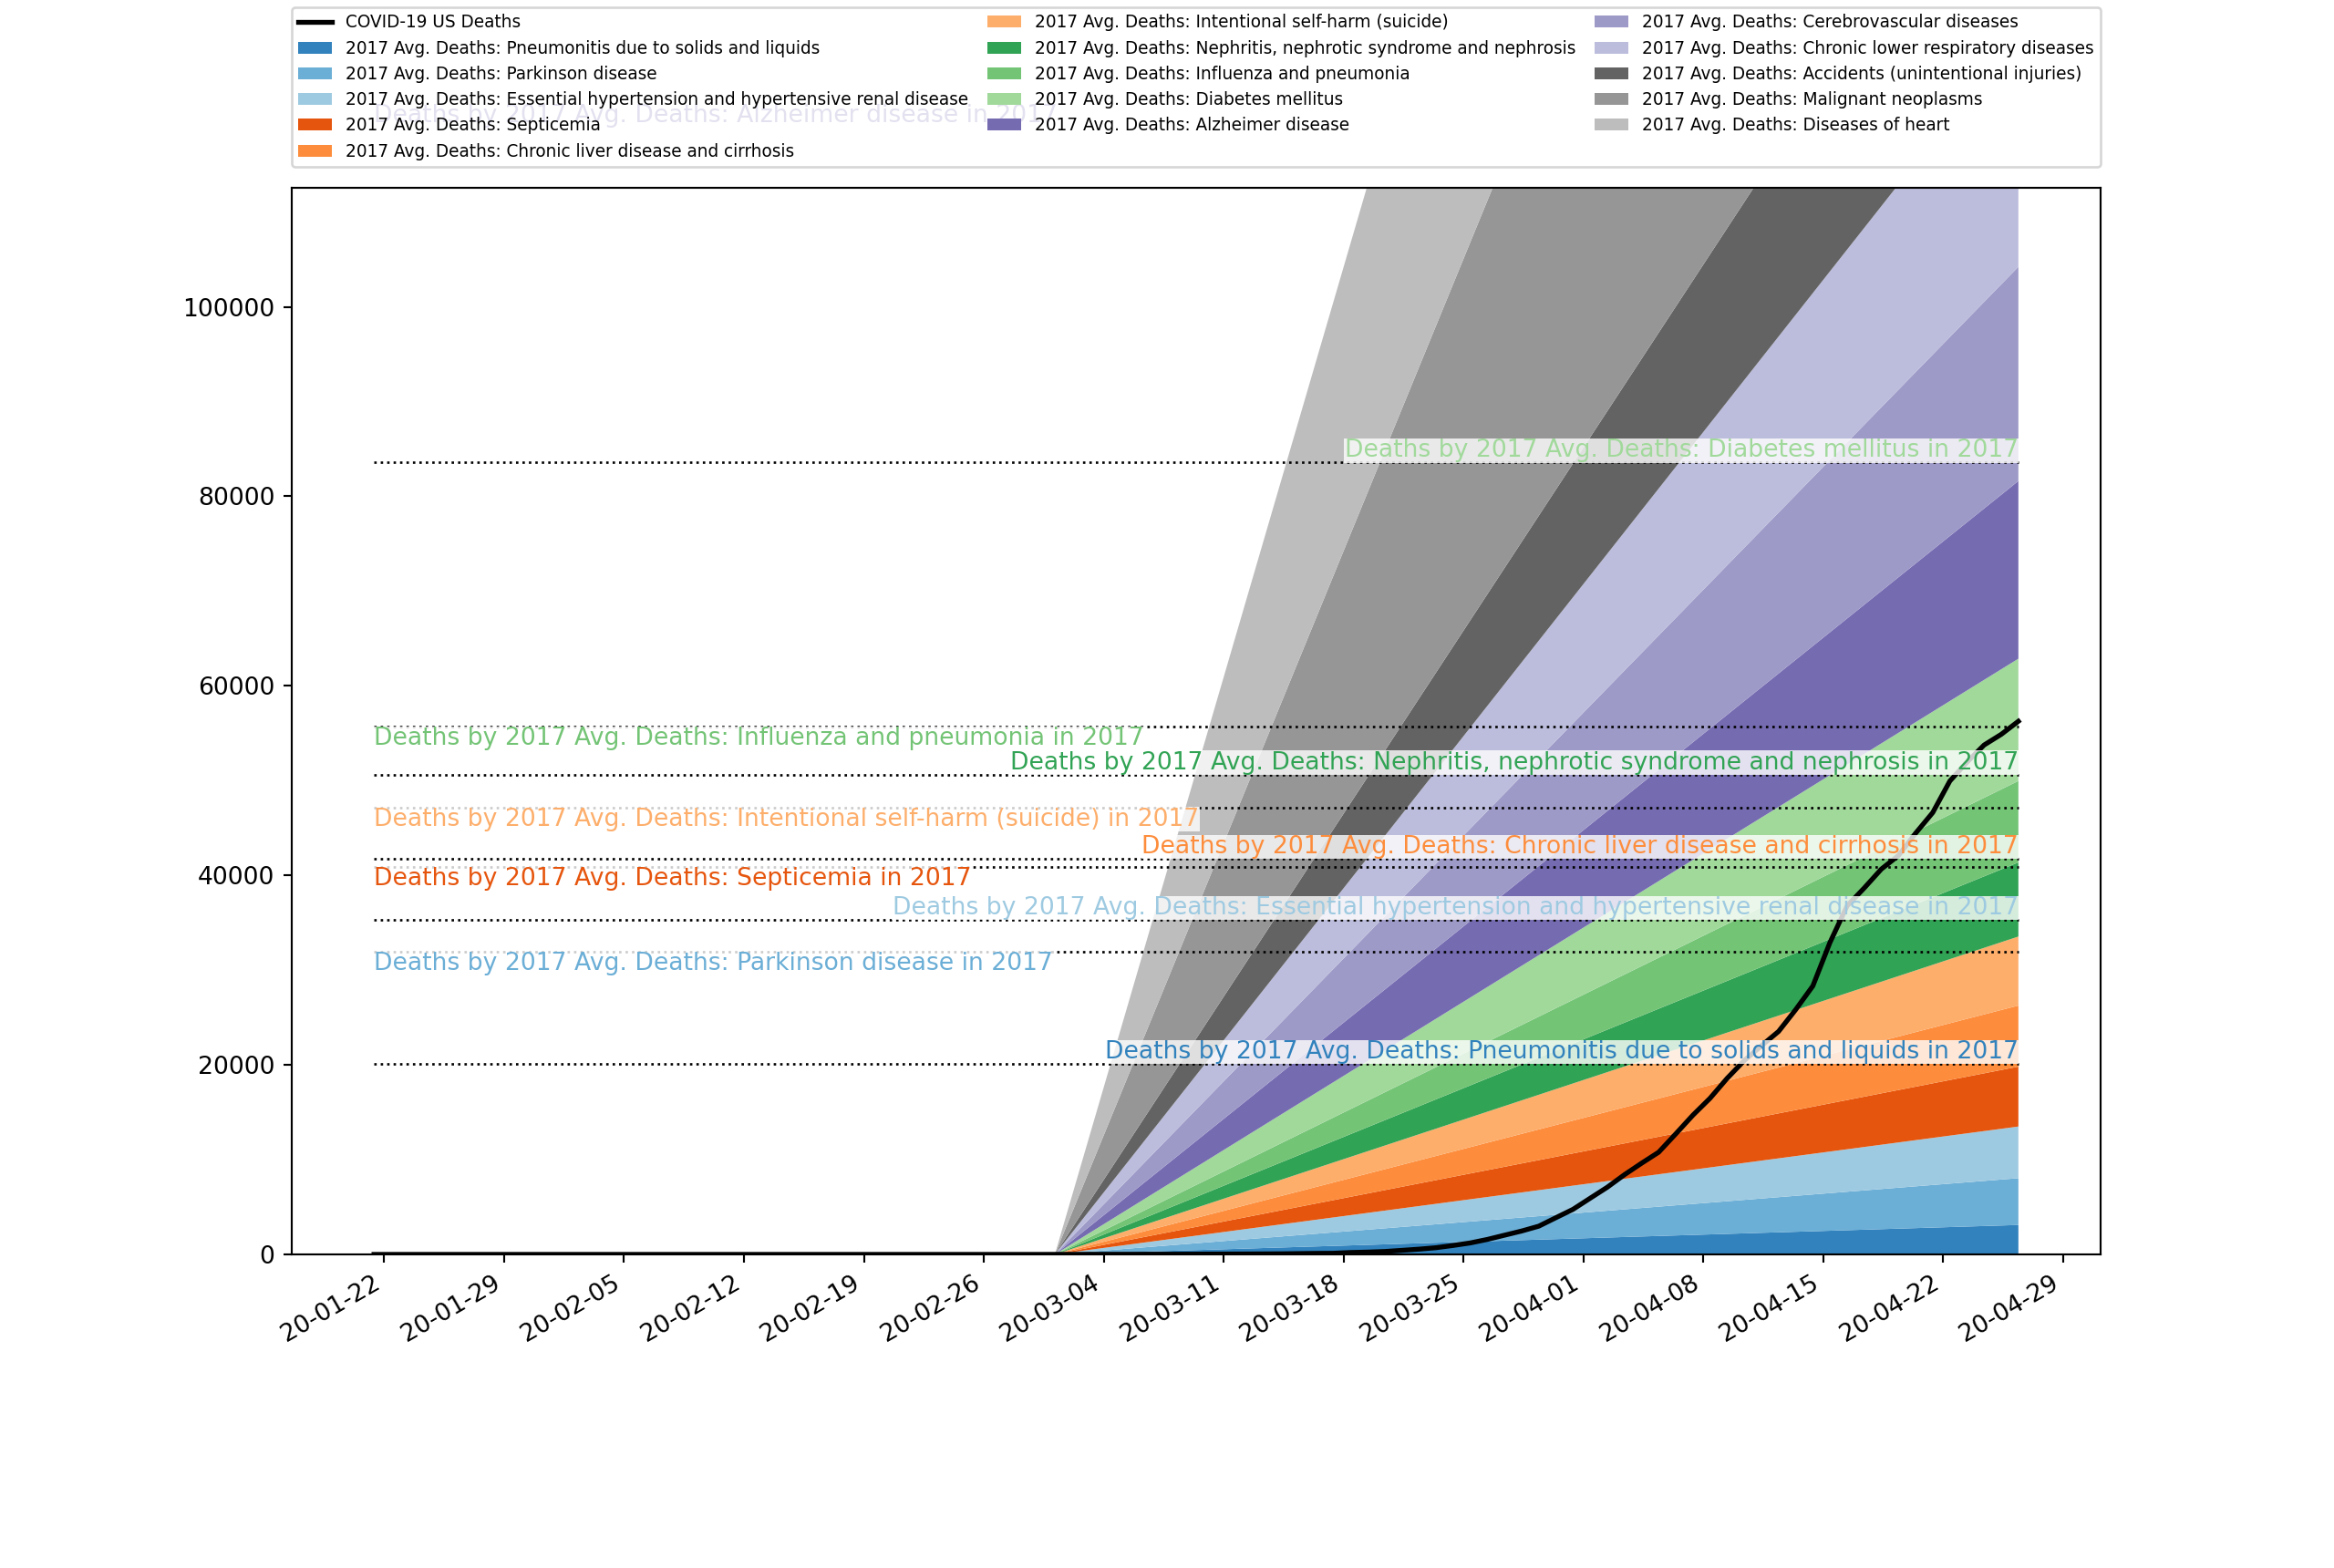 COVID-19 US Deaths
2017 Avg. Deaths: Pneumonitis due to solids and liquids
2017 Avg. Deaths: Parkinson disease
2017 Avg. Deaths: Essential hypertension and hypertensive renal disease
2017 Avg. Deaths: Septicemia
2017 Avg. Deaths: Chronic liver disease and cirrhosis
2017 Avg. Deaths: Intentional self-harm (suicide)
2017 Avg. Deaths: Nephritis, nephrotic syndrome and nephrosis
2017 Avg. Deaths: Influenza and pneumonia
2017 Avg. Deaths: Diabetes mellitus
2017 Avg. Deaths: Alzheimer disease
2017 Avg. Deaths: Cerebrovascular diseases
2017 Avg. Deaths: Chronic lower respiratory diseases
2017 Avg. Deaths: Accidents (unintentional injuries)
2017 Avg. Deaths: Malignant neoplasms
2017 Avg. Deaths: Diseases of heart
Deaths by 2017 Avg. Deaths: Alzheimer disease in 2017
100000
80000
60000
40000
20000
0
Deaths by 2017 Avg. Deaths: Diabetes mellitus in 2017
Deaths by 2017 Avg. Deaths: Influenza and pneumonia in 2017
Deaths by 2017 Avg. Deaths: Nephritis, nephrotic syndrome and nephrosis in 2017
Deaths by 2017 Avg. Deaths: Intentional self-harm (suicide) in 2017
Deaths by 2017 Avg. Deaths: Chronic liver disease and cirrhosis in 2017
Deaths by 2017 Avg. Deaths: Septicemia in 2017
Deaths by 2017 Avg. Deaths: Essential hypertension and hypertensive renal disease in 2017
Deaths by 2017 Avg. Deaths: Parkinson disease in 2017
Deaths by 2017 Avg. Deaths: Pneumonitis due to solids and liquids in 2017
20-01-22
20-01-29
20-02-05
20-02-12
20-02-19
20-02-26
20-03-04
20-03-11
20-03-18
20-03-25
20-04-01
20-04-08
20-04-15
20-04-22
20-04-29